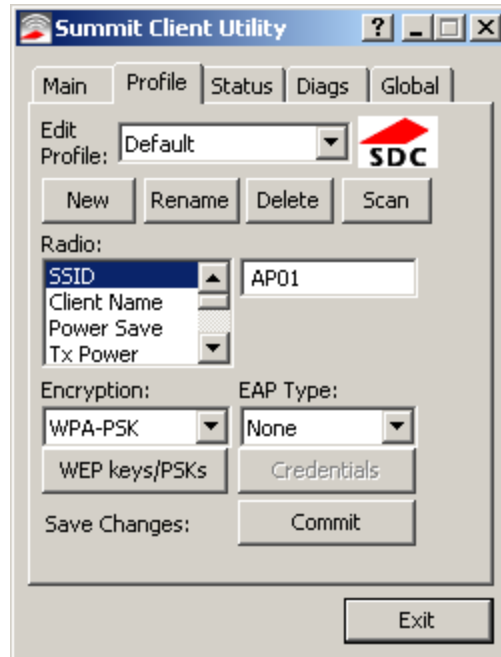 Summit Client Utility ?
Main Profile Status Diags Global
Edit Profile: Default SDC
New Rename Delete Scan
Radio:
SSID AP01
Client Name
Power Save
Tx Power
Encryption: EAP Type:
WPA-PSK None
WEP keys/PSKs Credentials
Save Changes: Commit
Exit